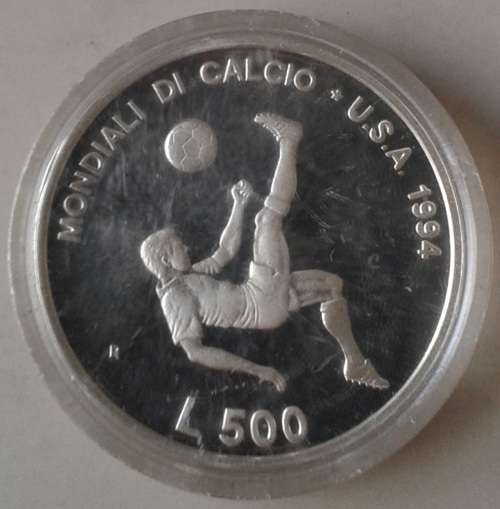 MONDIALI DI CALCIO • U.S.A. 1994
R
L 500